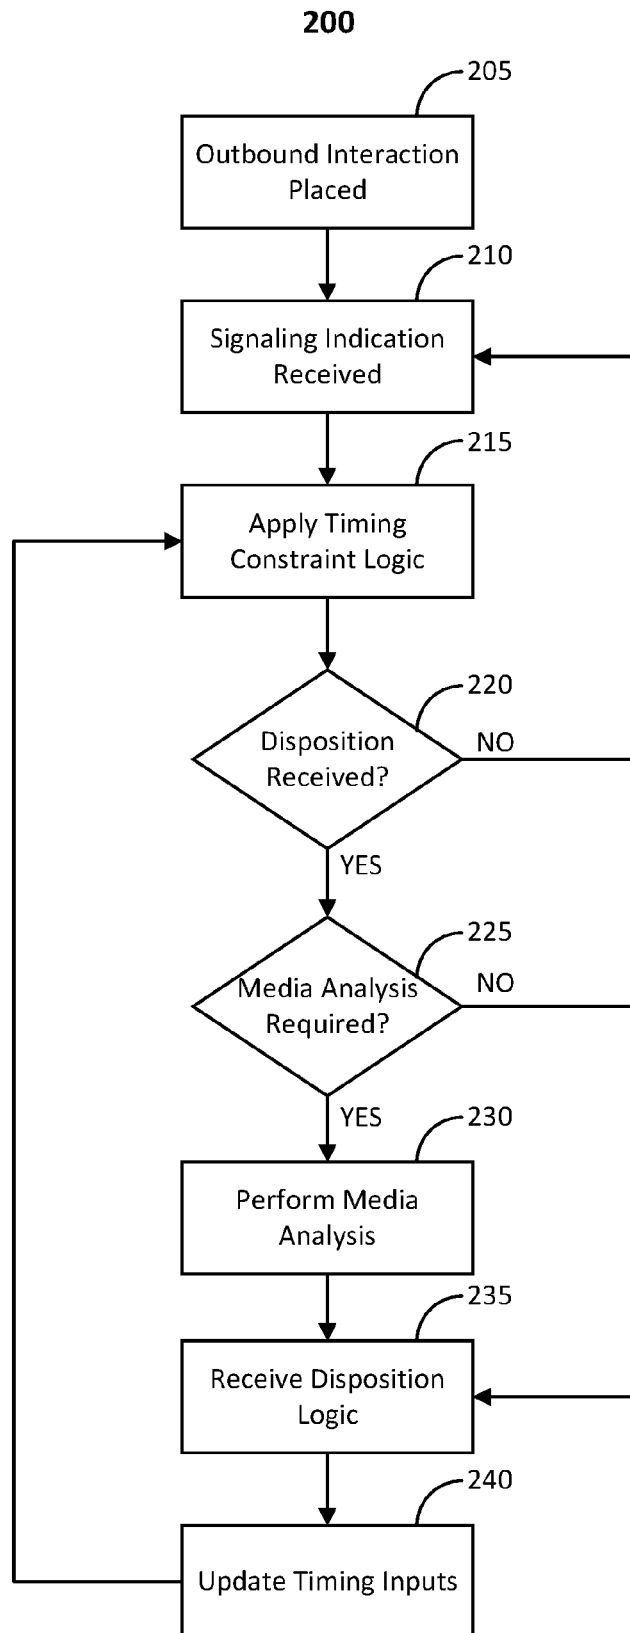 200
205
Outbound Interaction
Placed
210
Signaling Indication
Received
215
Apply Timing
Constraint Logic
220
Disposition
Received?
NO
YES
225
Media Analysis
Required?
NO
YES
230
Perform Media
Analysis
235
Receive Disposition
Logic
240
Update Timing Inputs